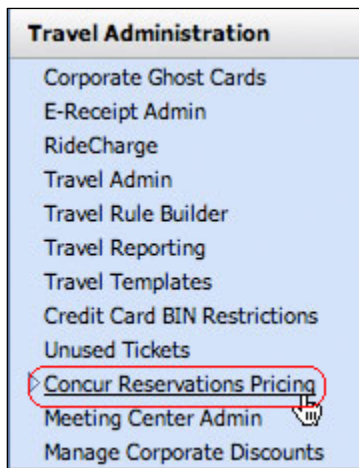 Travel Administration
Corporate Ghost Cards
E-Receipt Admin
RideCharge
Travel Admin
Travel Rule Builder
Travel Reporting
Travel Templates
Credit Card BIN Restrictions
Unused Tickets
Concur Reservations Pricing
Meeting Center Admin
Manage Corporate Discounts